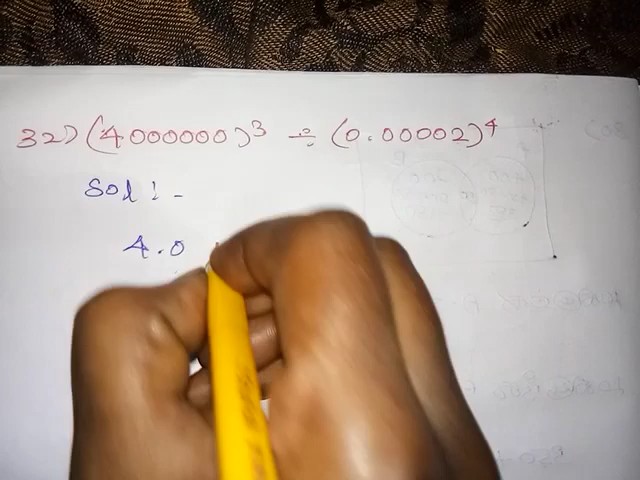 32) (4000000)³ ÷ (0.00002)⁴
Sol :-
4.0